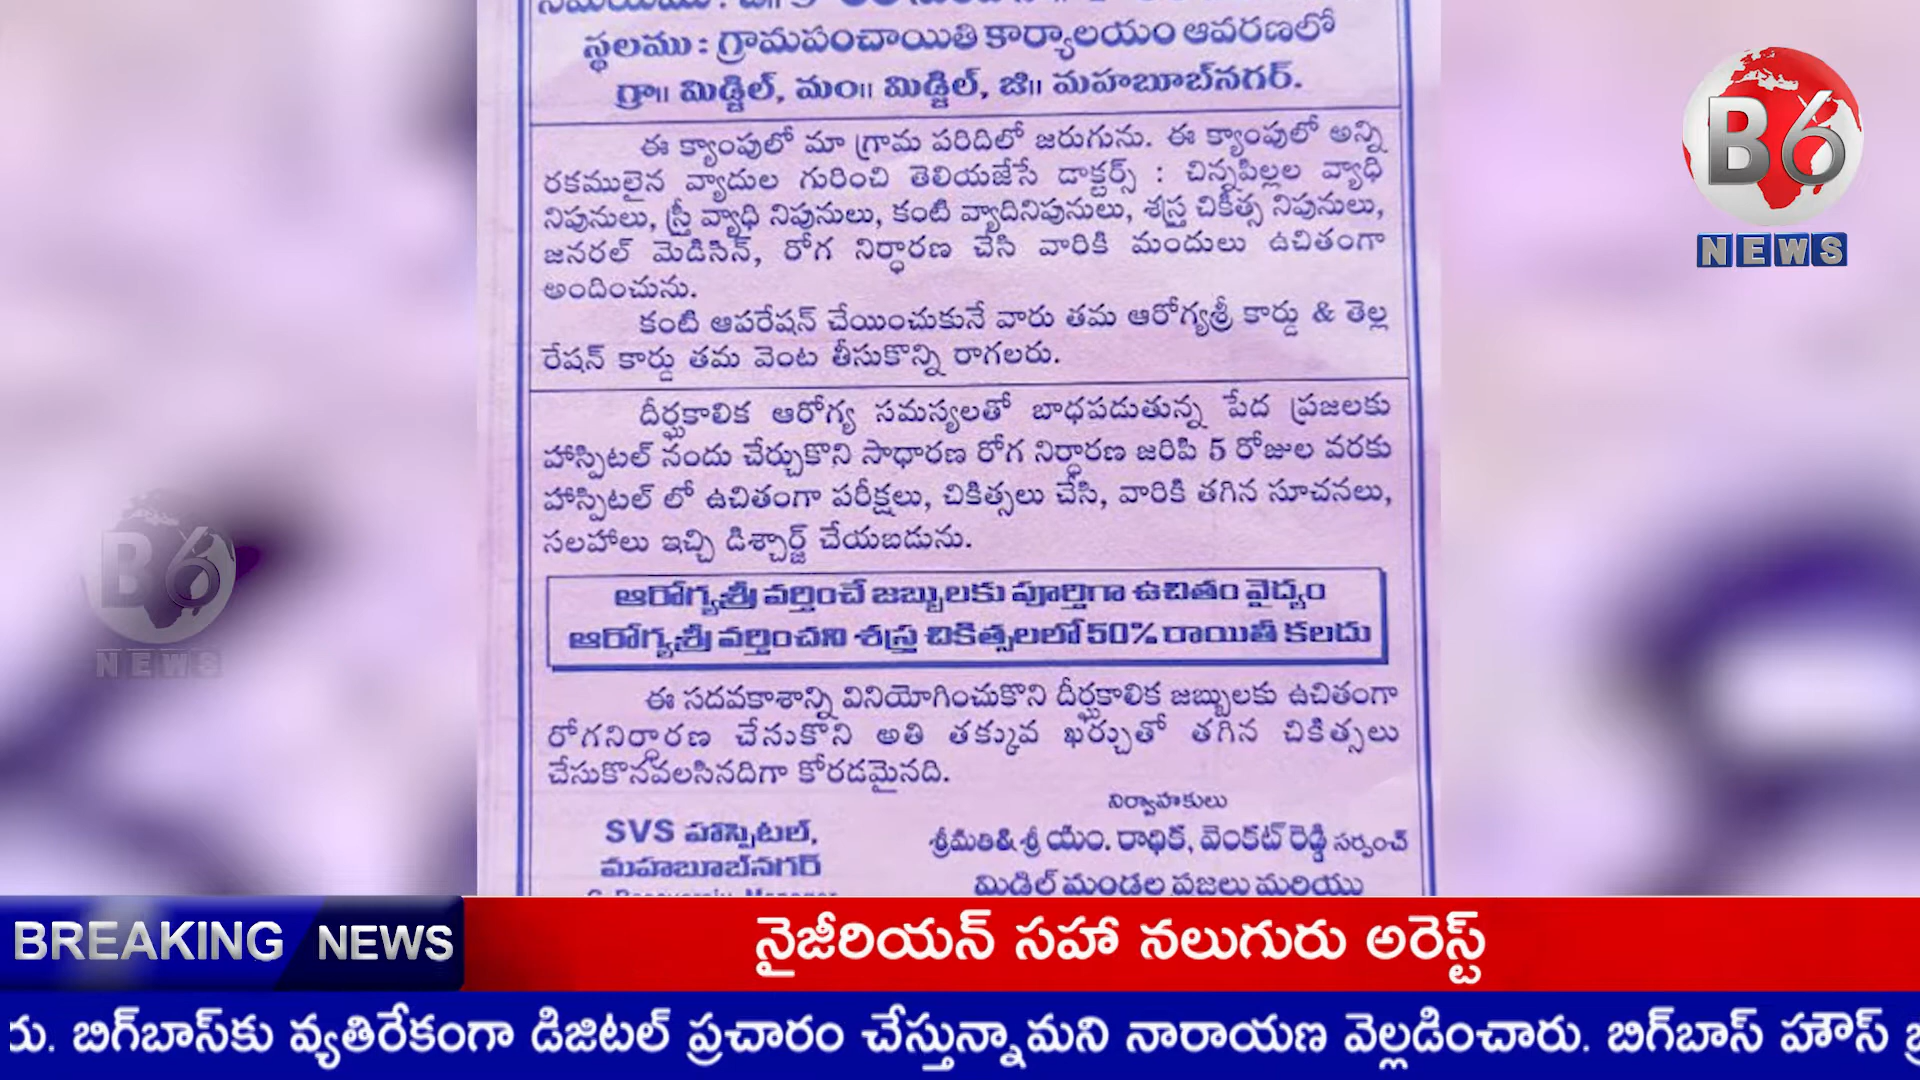 స్థలము : గ్రామపంచాయితి కార్యాలయం ఆవరణలో
గ్రా॥ మిడ్జిల్, మం॥ మిడ్జిల్, జి॥ మహబూబ్‌నగర్.
ఈ క్యాంపులో మా గ్రామ పరిదిలో జరుగును. ఈ క్యాంపులో అన్ని
రకములైన వ్యాదుల గురించి తెలియజేసే డాక్టర్స్ : చిన్నపిల్లల వ్యాధి
నిపునులు, స్త్రీ వ్యాధి నిపునులు, కంటి వ్యాదినిపునులు, శస్త్ర చికిత్స నిపునులు,
జనరల్ మెడిసిన్, రోగ నిర్ధారణ చేసి వారికి మందులు ఉచితంగా
అందించును.
కంటి ఆపరేషన్ చేయించుకునే వారు తమ ఆరోగ్యశ్రీ కార్డు & తెల్ల
రేషన్ కార్డు తమ వెంట తీసుకొన్ని రాగలరు.
దీర్ఘకాలిక ఆరోగ్య సమస్యలతో బాధపడుతున్న పేద ప్రజలకు
హాస్పిటల్ నందు చేర్చుకొని సాధారణ రోగ నిర్ధారణ జరిపి 5 రోజుల వరకు
హాస్పిటల్ లో ఉచితంగా పరీక్షలు, చికిత్సలు చేసి, వారికి తగిన సూచనలు,
సలహాలు ఇచ్చి డిశ్చార్జ్ చేయబడును.
ఆరోగ్యశ్రీ వర్తించే జబ్బులకు పూర్తిగా ఉచితం వైద్యం
ఆరోగ్యశ్రీ వర్తించని శస్త్ర చికిత్సలలో 50% రాయితీ కలదు
ఈ సదవకాశాన్ని వినియోగించుకొని దీర్ఘకాలిక జబ్బులకు ఉచితంగా
రోగనిర్ధారణ చేసుకొని అతి తక్కువ ఖర్చుతో తగిన చికిత్సలు
చేసుకొనవలసినదిగా కోరడమైనది.
నిర్వాహకులు
SVS హాస్పిటల్,
మహబూబ్‌నగర్
శ్రీమతి& శ్రీ యం. రాధిక, వెంకట్ రెడ్డి సర్పంచ్
మిడ్జిల్ మండల ప్రజలు మరియు
B6
NEWS
B6
NEWS
BREAKING NEWS
నైజీరియన్ సహా నలుగురు అరెస్ట్
దు. బిగ్‌బాస్‌కు వ్యతిరేకంగా డిజిటల్ ప్రచారం చేస్తున్నామని నారాయణ వెల్లడించారు. బిగ్‌బాస్ హౌస్